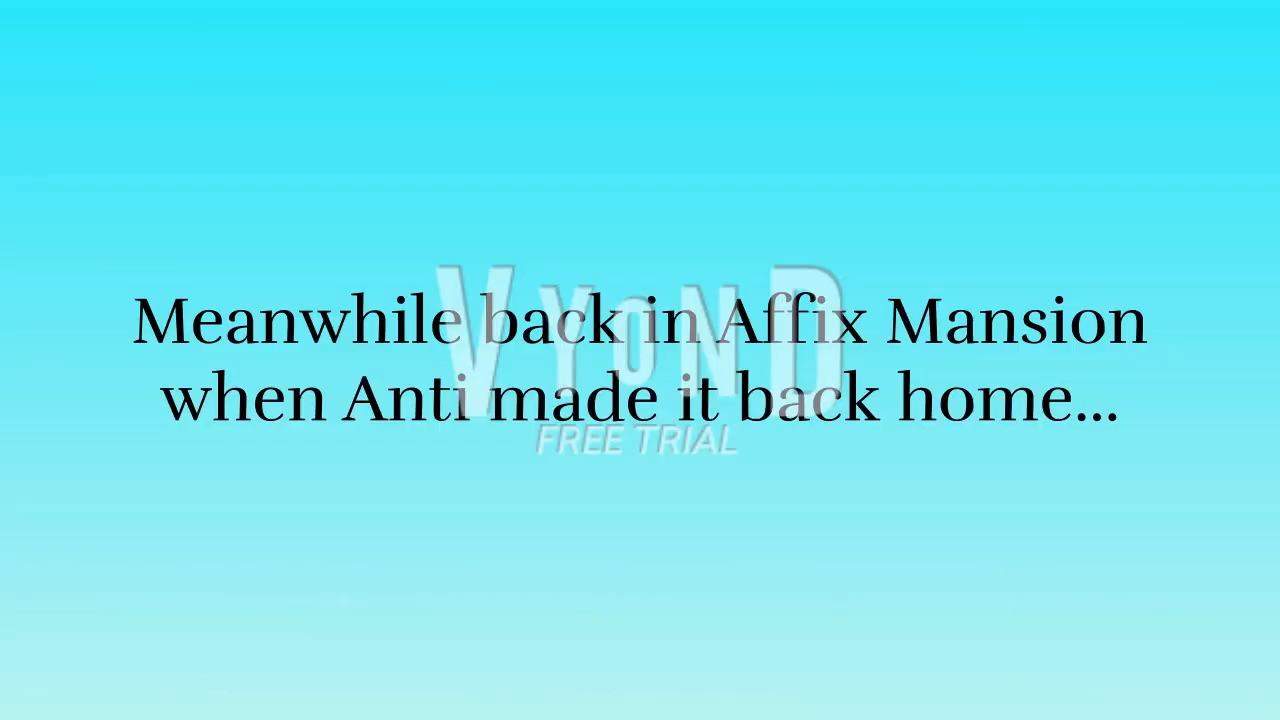 Meanwhile back in Affix Mansion
when Anti made it back home...
VYOND
FREE TRIAL